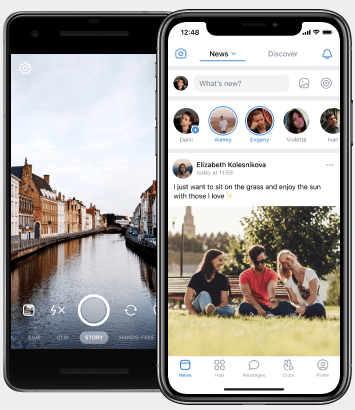 12:48
News
Discover
What's new?
Danil
Alexey
Evgeny
Violetta
Ivan
Elizabeth Kolesnikova
today at 11:59
I just want to sit on the grass and enjoy the sun
with those I love ✨
LIVE
CLIP
STORY
HANDS-FREE
News
Hub
Messages
Clips
Profile